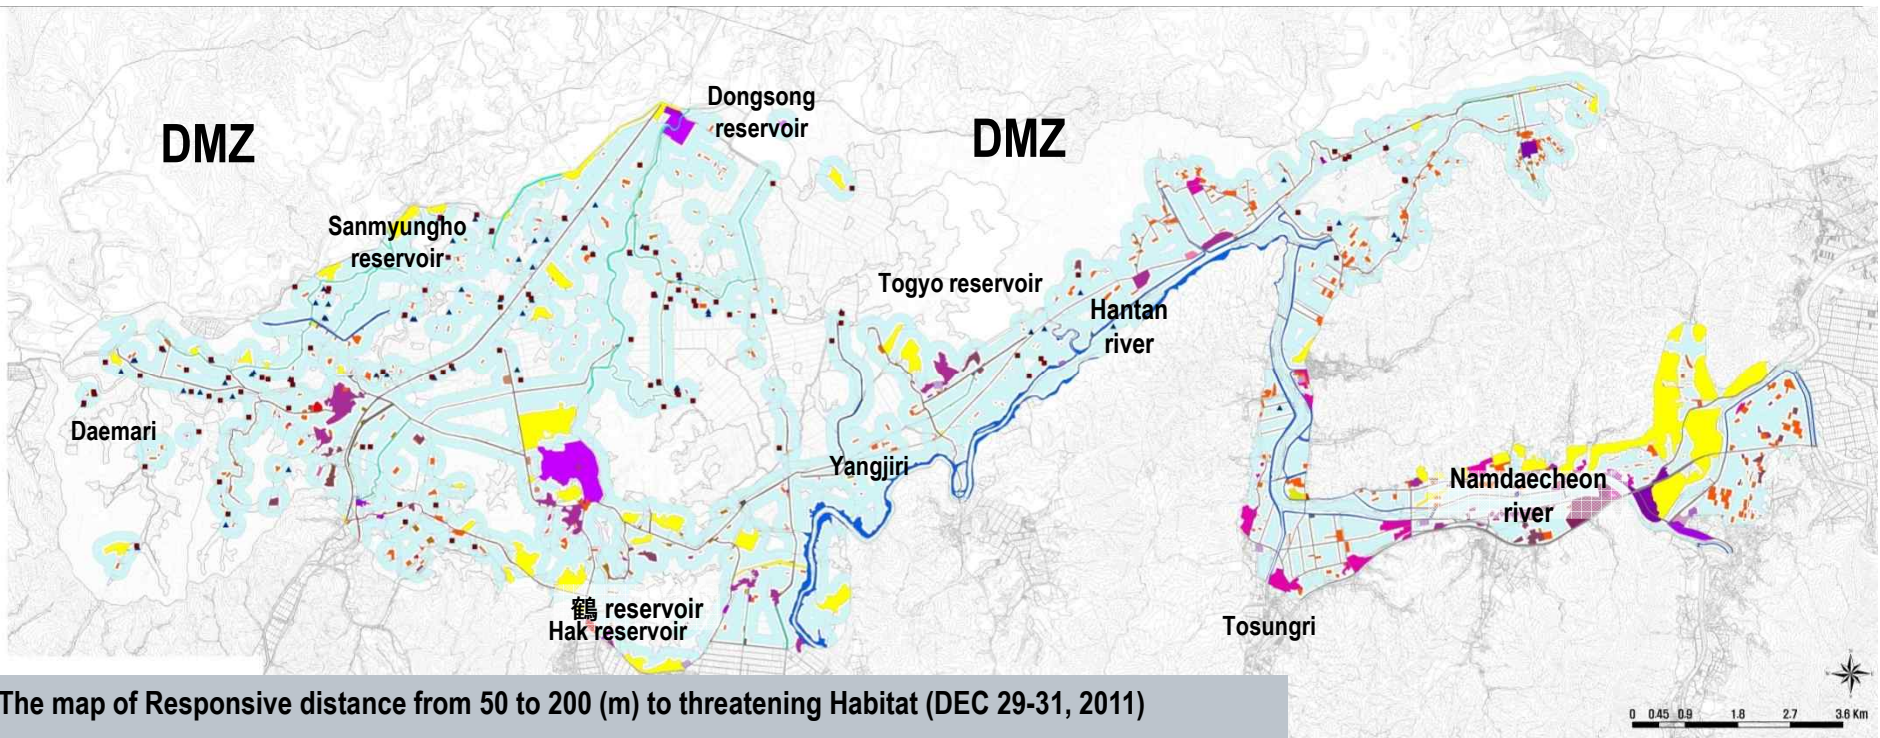 DMZ
Dongsong
reservoir
DMZ
Sanmyungho
reservoir
Togyo reservoir
Hantan
river
Daemari
Yangjiri
Namdaecheon
river
鶴 reservoir
Hak reservoir
Tosungri
The map of Responsive distance from 50 to 200 (m) to threatening Habitat (DEC 29-31, 2011)
0 0.45 0.9 1.8 2.7 3.6 Km